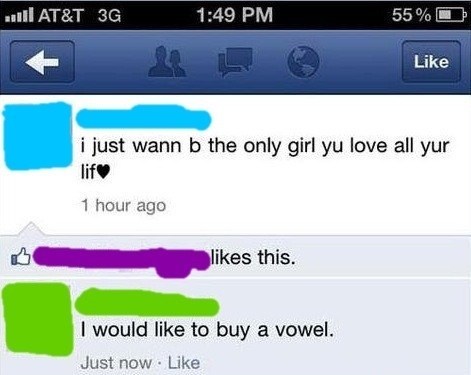 AT&T 3G 1:49 PM 55%
Like
i just wann b the only girl yu love all yur
lif♥
1 hour ago
likes this.
I would like to buy a vowel.
Just now · Like